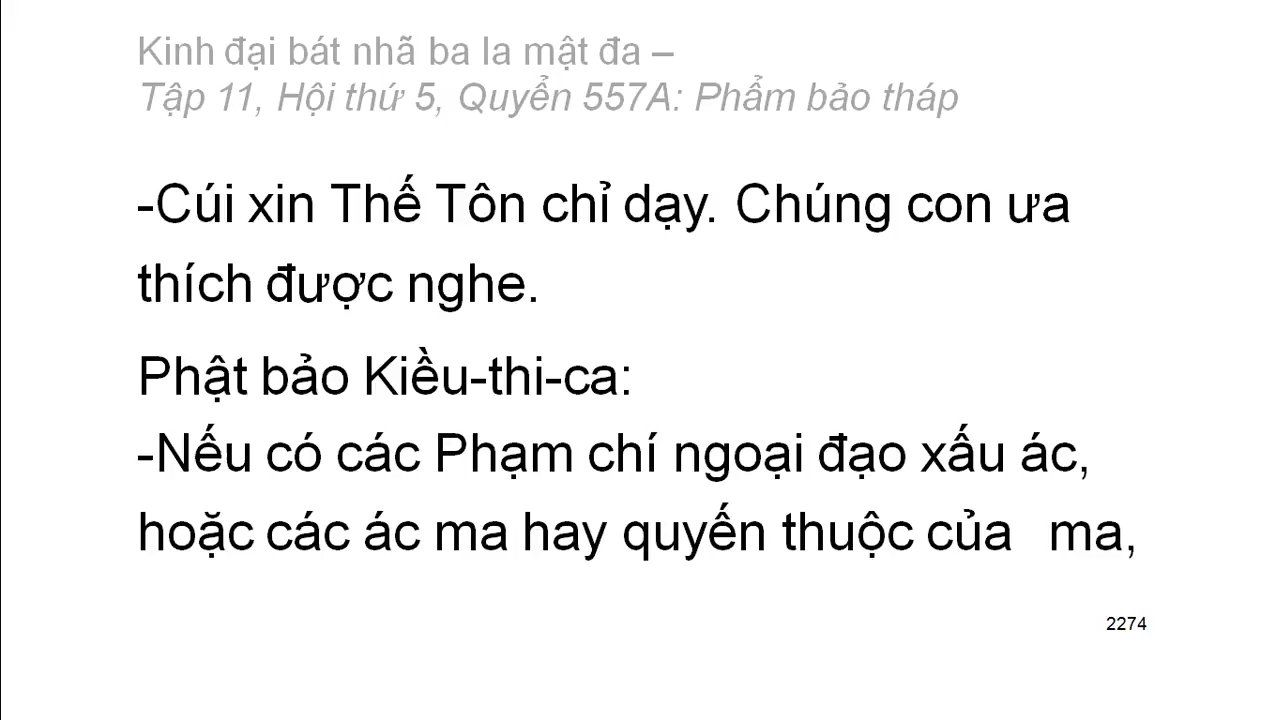 Kinh đại bát nhã ba la mật đa –
Tập 11, Hội thứ 5, Quyển 557A: Phẩm bảo tháp
-Cúi xin Thế Tôn chỉ dạy. Chúng con ưa
thích được nghe.
Phật bảo Kiều-thi-ca:
-Nếu có các Phạm chí ngoại đạo xấu ác,
hoặc các ác ma hay quyến thuộc của ma,
2274